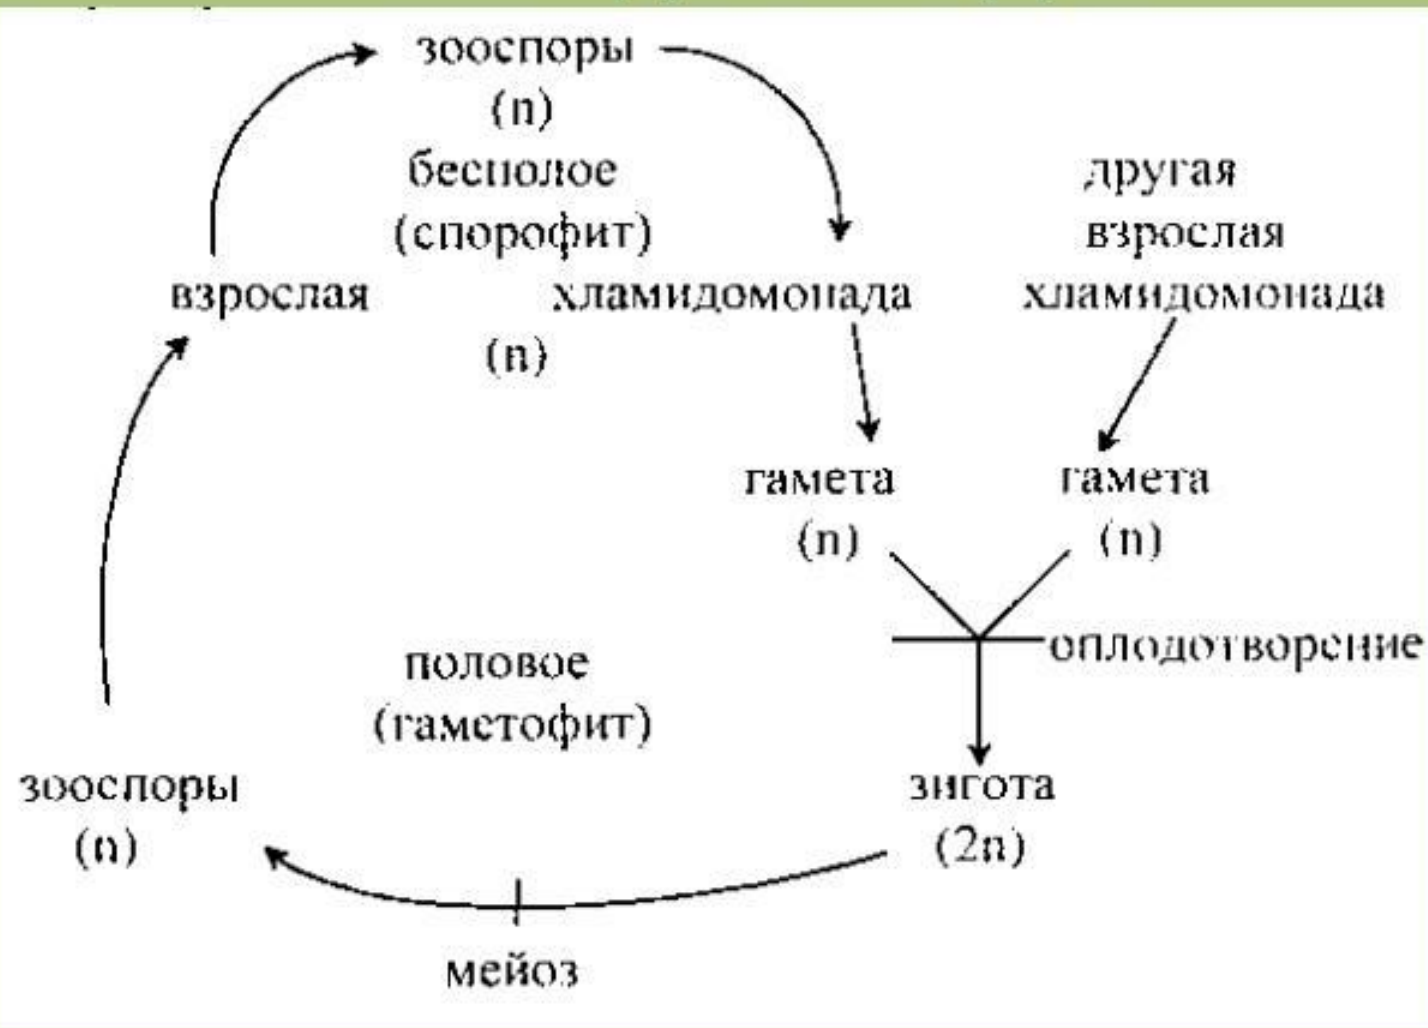 зооспоры
(n)
бесполое
(спорофит)
взрослая хламидомонада
(n)
другая
взрослая
хламидомонада
гамета
(n)
гамета
(n)
оплодотворение
половое
(гаметофит)
зооспоры
(n)
зигота
(2n)
мейоз